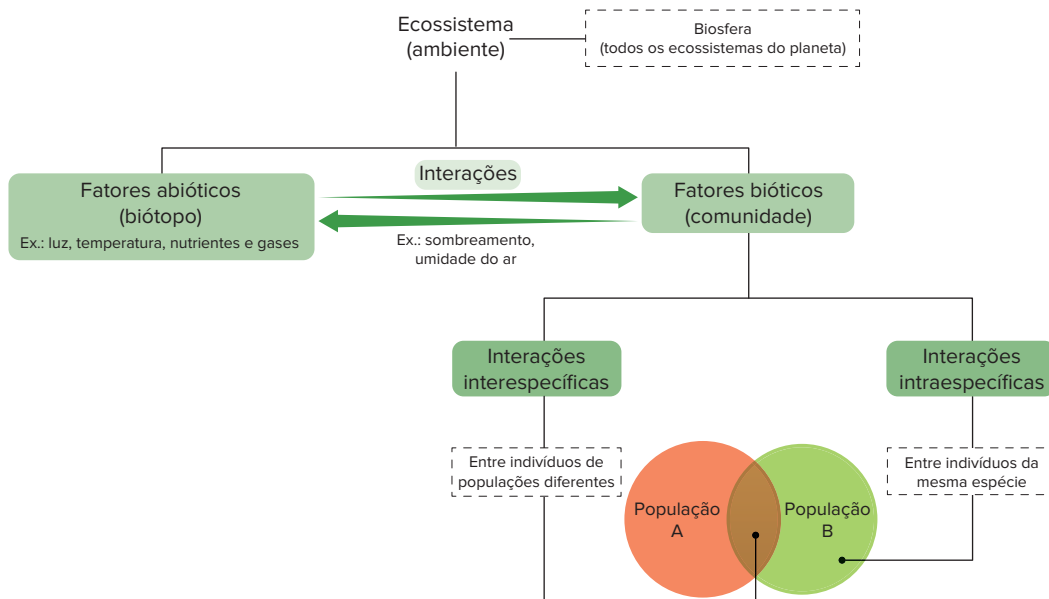 Ecossistema
(ambiente)
Biosfera
(todos os ecossistemas do planeta)
Interações
Fatores abióticos
(biótopo)
Ex.: luz, temperatura, nutrientes e gases
Fatores bióticos
(comunidade)
Ex.: sombreamento,
umidade do ar
Interações
interespecíficas
Interações
intraespecíficas
Entre indivíduos de
populações diferentes
Entre indivíduos da
mesma espécie
População
A
População
B